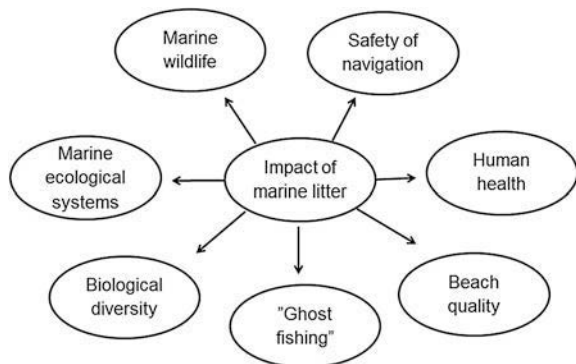 Marine
wildlife
Safety of
navigation
Marine
ecological
systems
Impact of
marine litter
Human
health
Biological
diversity
”Ghost
fishing”
Beach
quality